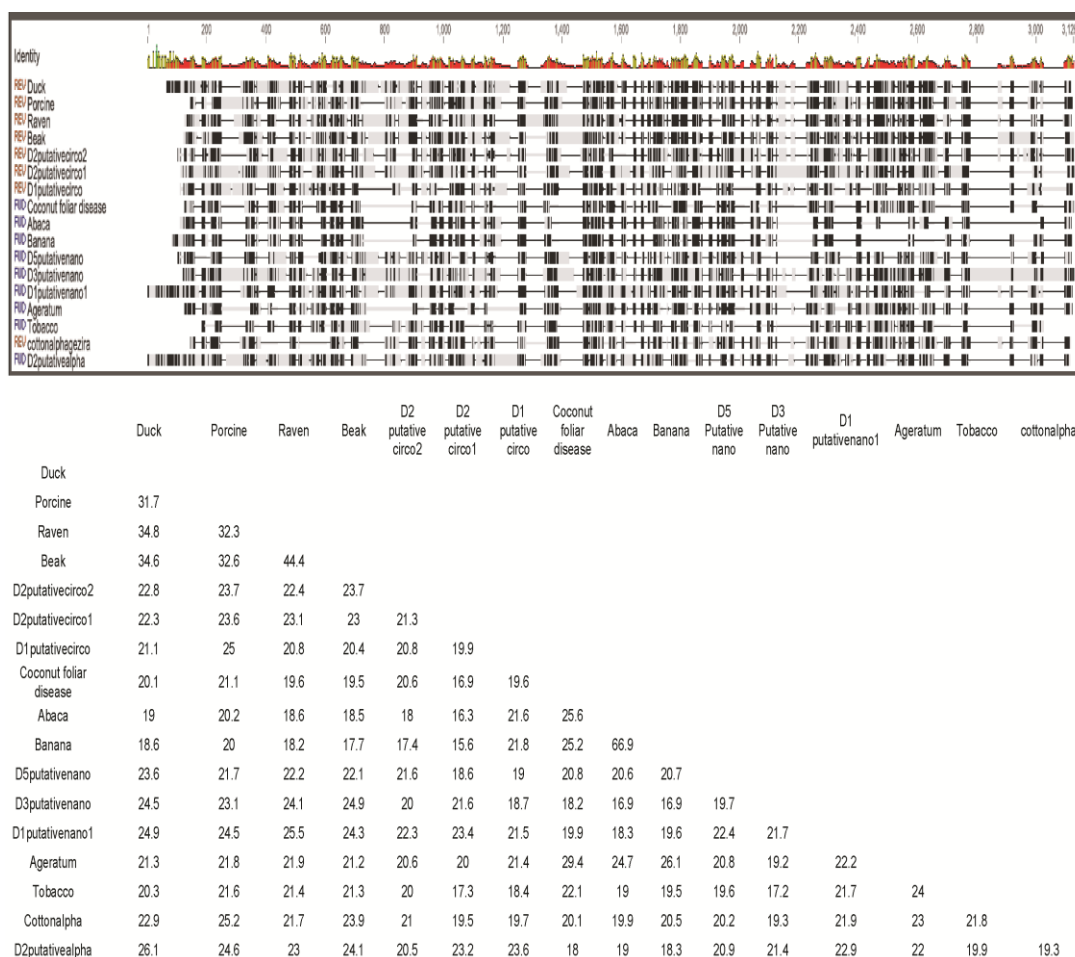 1 200 400 600 800 1,000 1,200 1,400 1,600 1,800 2,000 2,200 2,400 2,600 2,800 3,000 3,129
Identity
REV Duck
REV Porcine
REV Raven
REV Beak
REV D2putativecirco2
REV D2putativecirco1
REV D1putativecirco
FWD Coconut foliar disease
FWD Abaca
FWD Banana
FWD D5putativenano
FWD D3putativenano
FWD D1putativenano1
FWD Ageratum
FWD Tobacco
REV cottonalphagezira
FWD D2putativealpha
Duck Porcine Raven Beak D2 putative circo2 D2 putative circo1 D1 putative circo Coconut foliar disease Abaca Banana D5 Putative nano D3 Putative nano D1 putativenano1 Ageratum Tobacco cottonalpha
Duck
Porcine 31.7
Raven 34.8 32.3
Beak 34.6 32.6 44.4
D2putativecirco2 22.8 23.7 22.4 23.7
D2putativecirco1 22.3 23.6 23.1 23 21.3
D1putativecirco 21.1 25 20.8 20.4 20.8 19.9
Coconut foliar disease 20.1 21.1 19.6 19.5 20.6 16.9 19.6
Abaca 19 20.2 18.6 18.5 18 16.3 21.6 25.6
Banana 18.6 20 18.2 17.7 17.4 15.6 21.8 25.2 66.9
D5putativenano 23.6 21.7 22.2 22.1 21.6 18.6 19 20.8 20.6 20.7
D3putativenano 24.5 23.1 24.1 24.9 20 21.6 18.7 18.2 16.9 16.9 19.7
D1putativenano1 24.9 24.5 25.5 24.3 22.3 23.4 21.5 19.9 18.3 19.6 22.4 21.7
Ageratum 21.3 21.8 21.9 21.2 20.6 20 21.4 29.4 24.7 26.1 20.8 19.2 22.2
Tobacco 20.3 21.6 21.4 21.3 20 17.3 18.4 22.1 19 19.5 19.6 17.2 21.7 24
Cottonalpha 22.9 25.2 21.7 23.9 21 19.5 19.7 20.1 19.9 20.5 20.2 19.3 21.9 23 21.8
D2putativealpha 26.1 24.6 23 24.1 20.5 23.2 23.6 18 19 18.3 20.9 21.4 22.9 22 19.9 19.3